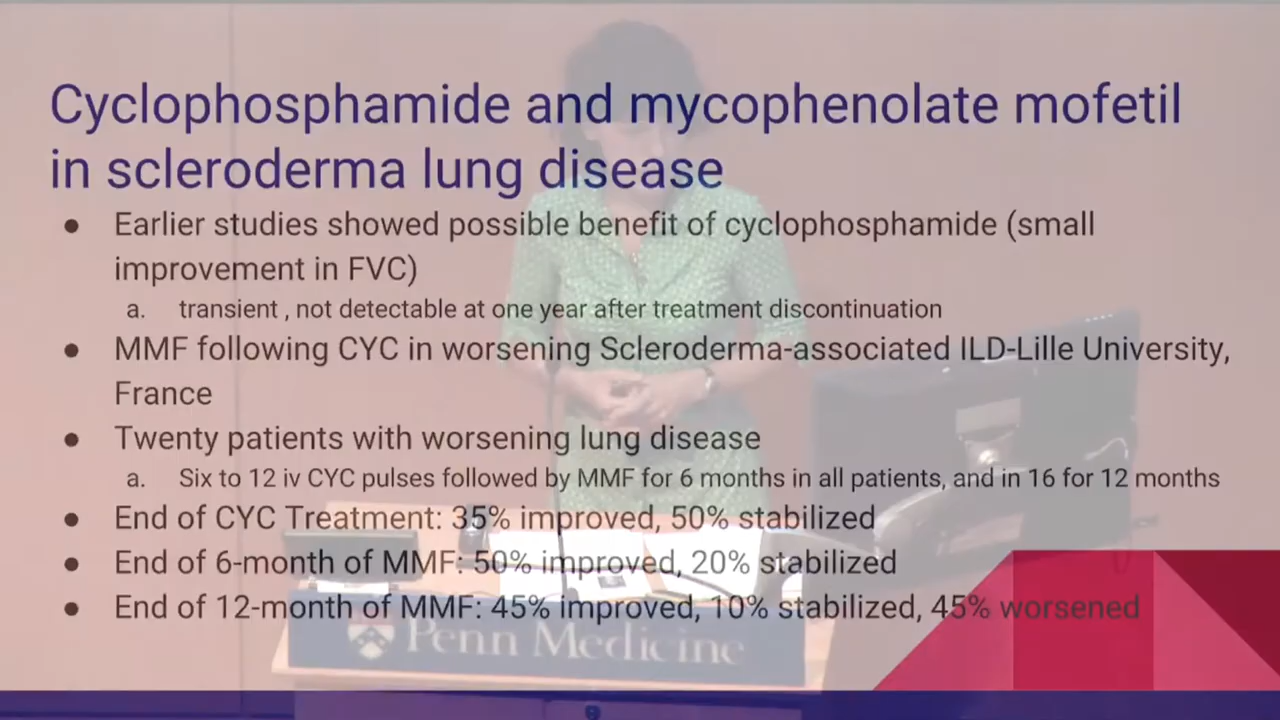 Cyclophosphamide and mycophenolate mofetil
in scleroderma lung disease
● Earlier studies showed possible benefit of cyclophosphamide (small
improvement in FVC)
a. transient , not detectable at one year after treatment discontinuation
● MMF following CYC in worsening Scleroderma-associated ILD-Lille University,
France
● Twenty patients with worsening lung disease
a. Six to 12 iv CYC pulses followed by MMF for 6 months in all patients, and in 16 for 12 months
● End of CYC Treatment: 35% improved, 50% stabilized
● End of 6-month of MMF: 50% improved, 20% stabilized
● End of 12-month of MMF: 45% improved, 10% stabilized, 45% worsened
Penn Medicine